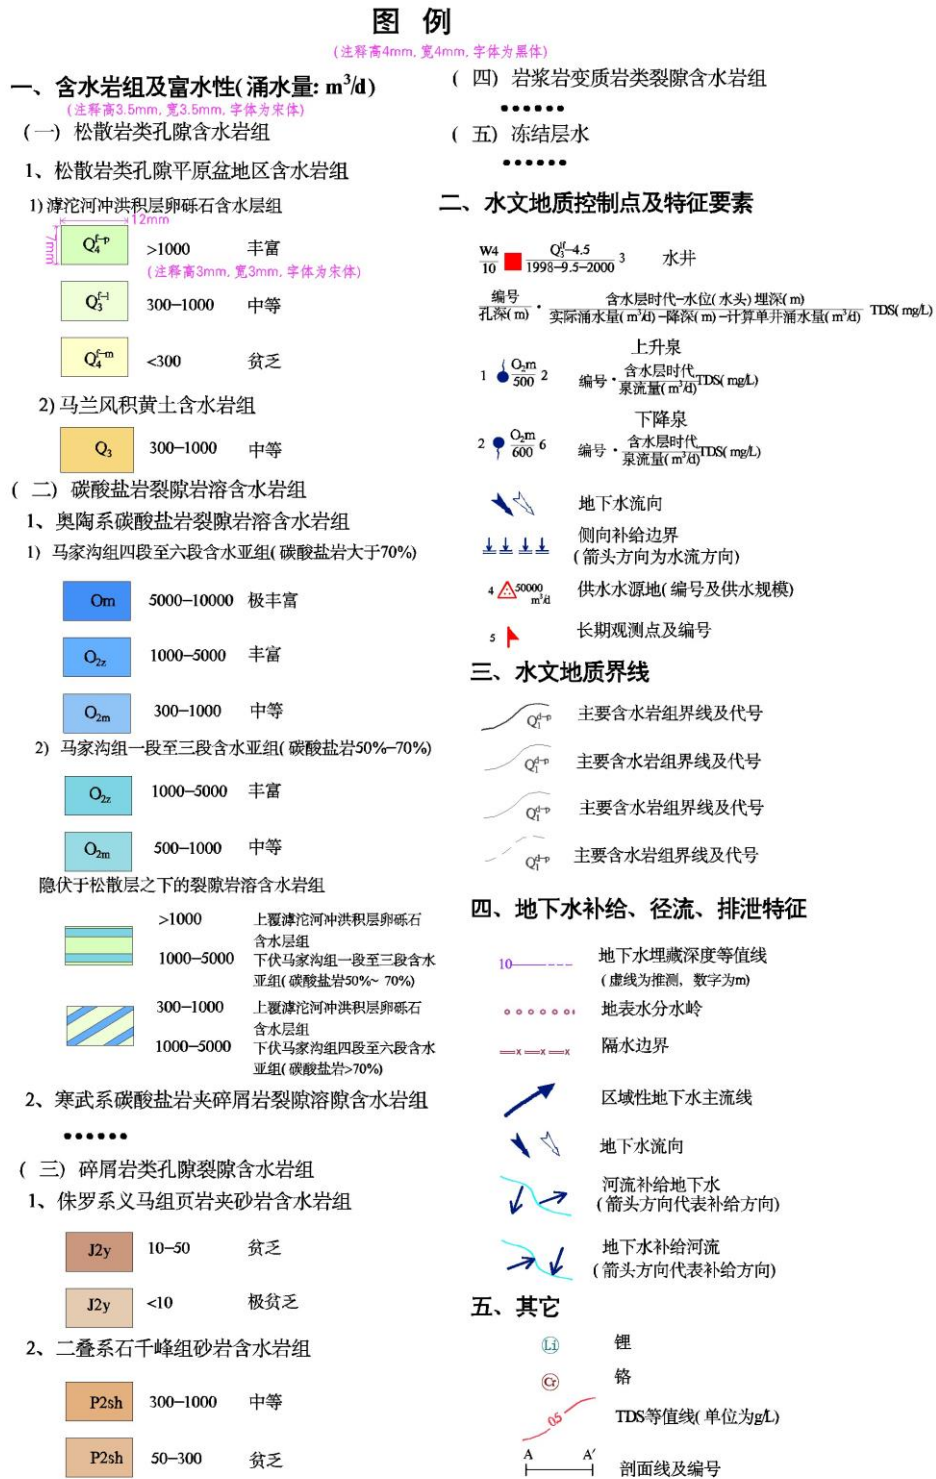 图 例
(注释高4mm, 宽4mm, 字体为黑体)
一、含水岩组及富水性(涌水量: m³/d)
(注释高3.5mm, 宽3.5mm, 字体为宋体)
(一) 松散岩类孔隙含水岩组
1、松散岩类孔隙平原盆地区含水岩组
1) 滹沱河冲洪积层卵砾石含水层组
12mm
7mm
Q₄^(f-p) >1000 丰富
(注释高3mm, 宽3mm, 字体为宋体)
Q₃^(f-l) 300-1000 中等
Q₄^(f-m) <300 贫乏
2) 马兰风积黄土含水岩组
Q₃ 300-1000 中等
(二) 碳酸盐岩裂隙岩溶含水岩组
1、奥陶系碳酸盐岩裂隙岩溶含水岩组
1) 马家沟组四段至六段含水亚组(碳酸盐岩大于70%)
Om 5000-10000 极丰富
O₂z 1000-5000 丰富
O₂m 300-1000 中等
2) 马家沟组一段至三段含水亚组(碳酸盐岩50%-70%)
O₂z 1000-5000 丰富
O₂m 500-1000 中等
隐伏于松散层之下的裂隙岩溶含水岩组
>1000 上覆滹沱河冲洪积层卵砾石
含水层组
1000-5000 下伏马家沟组一段至三段含水
亚组(碳酸盐岩50%~70%)
300-1000 上覆滹沱河冲洪积层卵砾石
含水层组
1000-5000 下伏马家沟组四段至六段含水
亚组(碳酸盐岩>70%)
2、寒武系碳酸盐岩夹碎屑岩裂隙溶隙含水岩组
••••••
(三) 碎屑岩类孔隙裂隙含水岩组
1、侏罗系义马组页岩夹砂岩含水岩组
J2y 10-50 贫乏
J2y <10 极贫乏
2、二叠系石千峰组砂岩含水岩组
P2sh 300-1000 中等
P2sh 50-300 贫乏
(四) 岩浆岩变质岩类裂隙含水岩组
••••••
(五) 冻结层水
••••••
二、水文地质控制点及特征要素
W4 Q₃^(lf)-4.5
10 1998-9.5-2000 3 水井
编号 含水层时代-水位(水头)埋深(m)
孔深(m) · 实际涌水量(m³/d)-降深(m)-计算单井涌水量(m³/d) TDS(mg/L)
上升泉
1 O₂m 2 编号 · 含水层时代 TDS(mg/L)
500 泉流量(m³/d)
下降泉
2 O₂m 6 编号 · 含水层时代 TDS(mg/L)
600 泉流量(m³/d)
地下水流向
侧向补给边界
(箭头方向为水流方向)
4 50000 m³/d 供水水源地(编号及供水规模)
5 长期观测点及编号
三、水文地质界线
Q₁^(d-p) 主要含水岩组界线及代号
Q₁^(d-p) 主要含水岩组界线及代号
Q₁^(d-p) 主要含水岩组界线及代号
Q₁^(d-p) 主要含水岩组界线及代号
四、地下水补给、径流、排泄特征
10 地下水埋藏深度等值线
(虚线为推测, 数字为m)
地表水分水岭
隔水边界
区域性地下水主流线
地下水流向
河流补给地下水
(箭头方向代表补给方向)
地下水补给河流
(箭头方向代表补给方向)
五、其它
Li 锂
Cr 铬
0.5 TDS等值线(单位为g/L)
A A′ 剖面线及编号